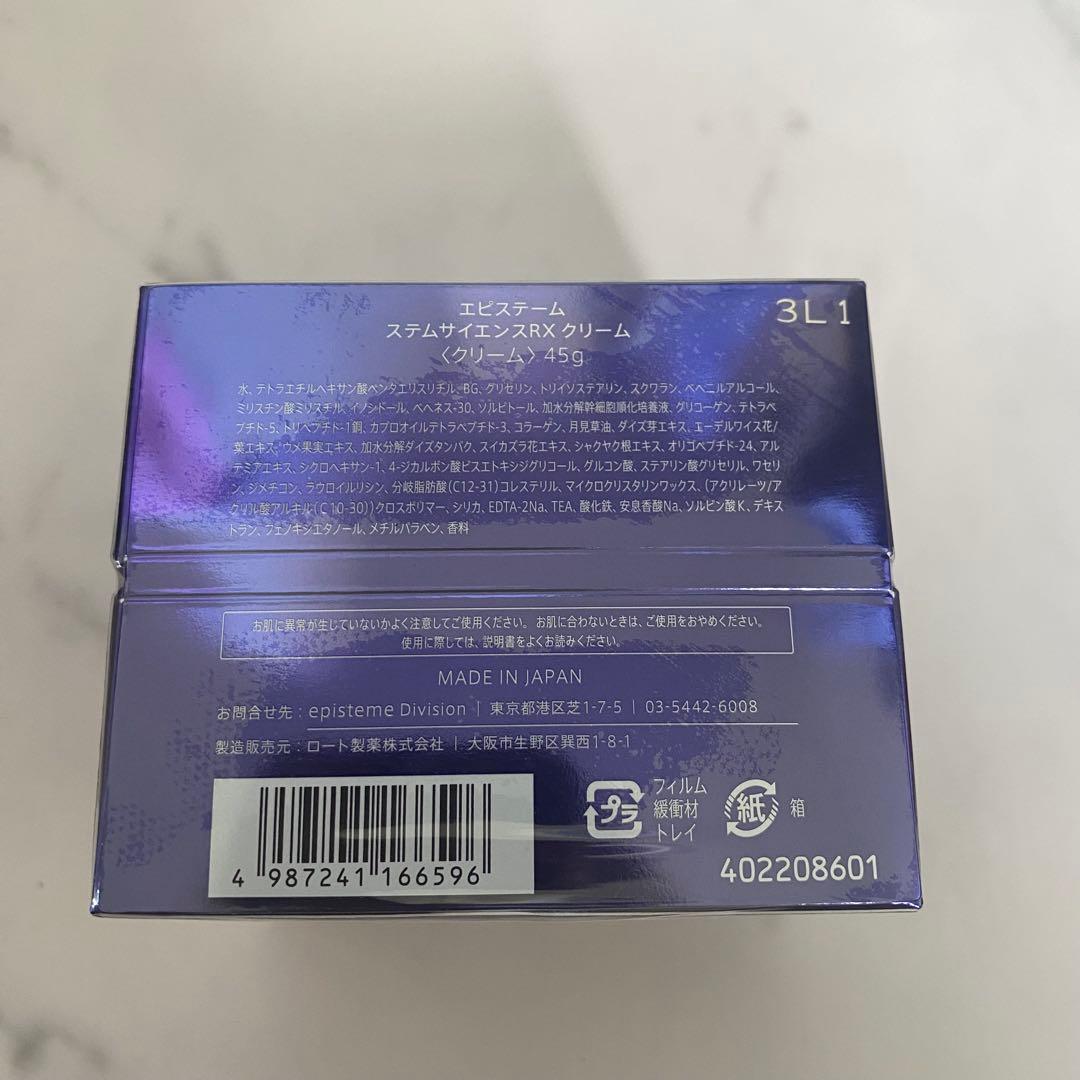 エピステーム
ステムサイエンスRX クリーム
〈クリーム〉45g
3L1
水、テトラエチルヘキサン酸ペンタエリスリチル、BG、グリセリン、トリイソステアリン、スクワラン、ベヘニルアルコール、
ミリスチン酸ミリスチル、イノシトール、ベヘネス-30、ソルビトール、加水分解幹細胞順化培養液、グリコーゲン、テトラペ
プチド-5、トリペプチド-1銅、カプロオイルテトラペプチド-3、コラーゲン、月見草油、ダイズ芽エキス、エーデルワイス花/
葉エキス、ウメ果実エキス、加水分解ダイズタンパク、スイカズラ花エキス、シャクヤク根エキス、オリゴペプチド-24、アル
テミアエキス、シクロヘキサン-1，4-ジカルボン酸ビスエトキシジグリコール、グルコン酸、ステアリン酸グリセリル、ワセリ
ン、ジメチコン、ラウロイルリシン、分岐脂肪酸(C12-31)コレステリル、マイクロクリスタリンワックス、(アクリレーツ/ア
クリル酸アルキル(C10-30))クロスポリマー、シリカ、EDTA-2Na、TEA、酸化鉄、安息香酸Na、ソルビン酸K、デキス
トラン、フェノキシエタノール、メチルパラベン、香料
お肌に異常が生じていないかよく注意してご使用ください。お肌に合わないときは、ご使用をおやめください。
使用に際しては、説明書をよくお読みください。
MADE IN JAPAN
お問合せ先：episteme Division | 東京都港区芝1-7-5 | 03-5442-6008
製造販売元：ロート製薬株式会社 | 大阪市生野区巽西1-8-1
4 987241 166596
プラ
フィルム
緩衝材
トレイ
紙
箱
402208601